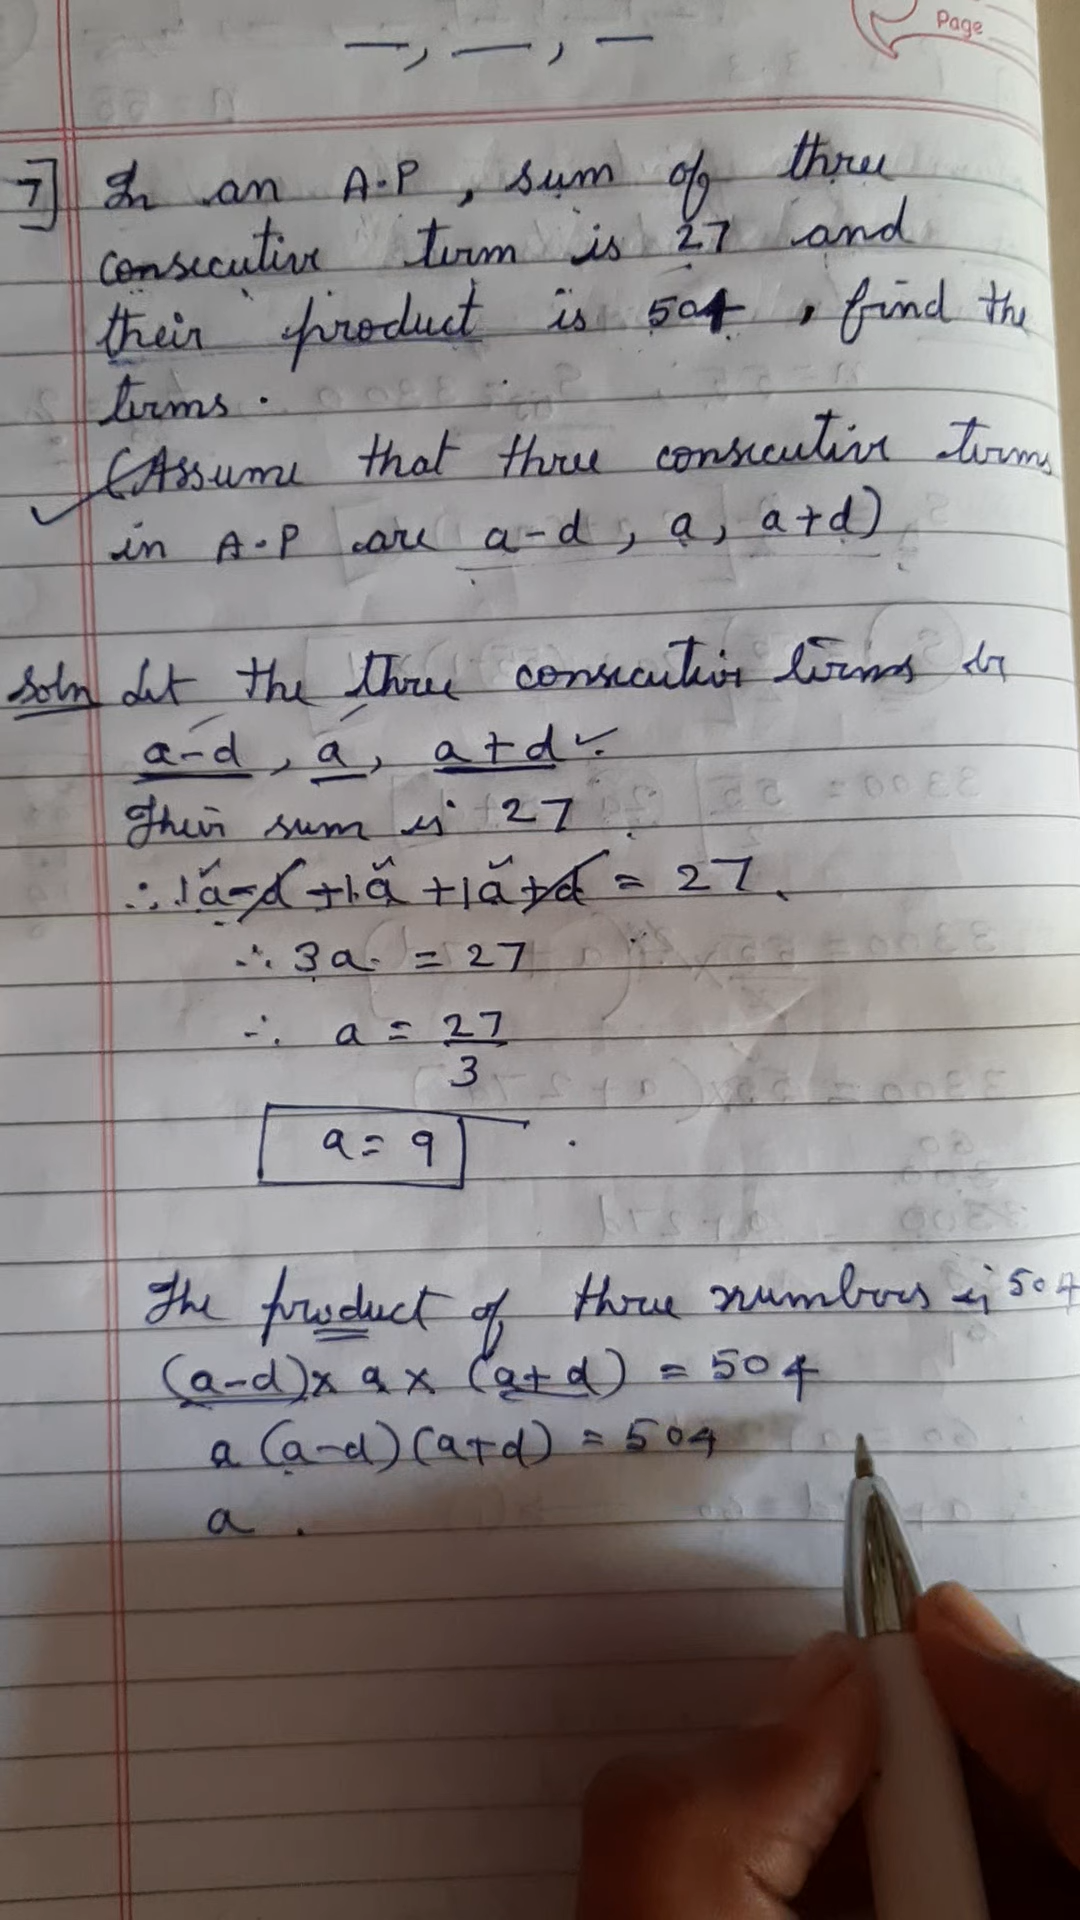 Page
—, —, —
7] In an A.P, sum of three
consecutive term is 27 and
their product is 504, find the
terms.
(Assume that three consecutive terms
in A.P are a-d, a, a+d)
Soln Let the three consecutive terms be
a-d, a, a+d
Their sum is 27
∴ 1a-d+1a+1a+d = 27
∴ 3a = 27
∴ a = 27/3
a = 9
The product of three numbers is 504
(a-d)x a x (a+d) = 504
a (a-d)(a+d) = 504
a